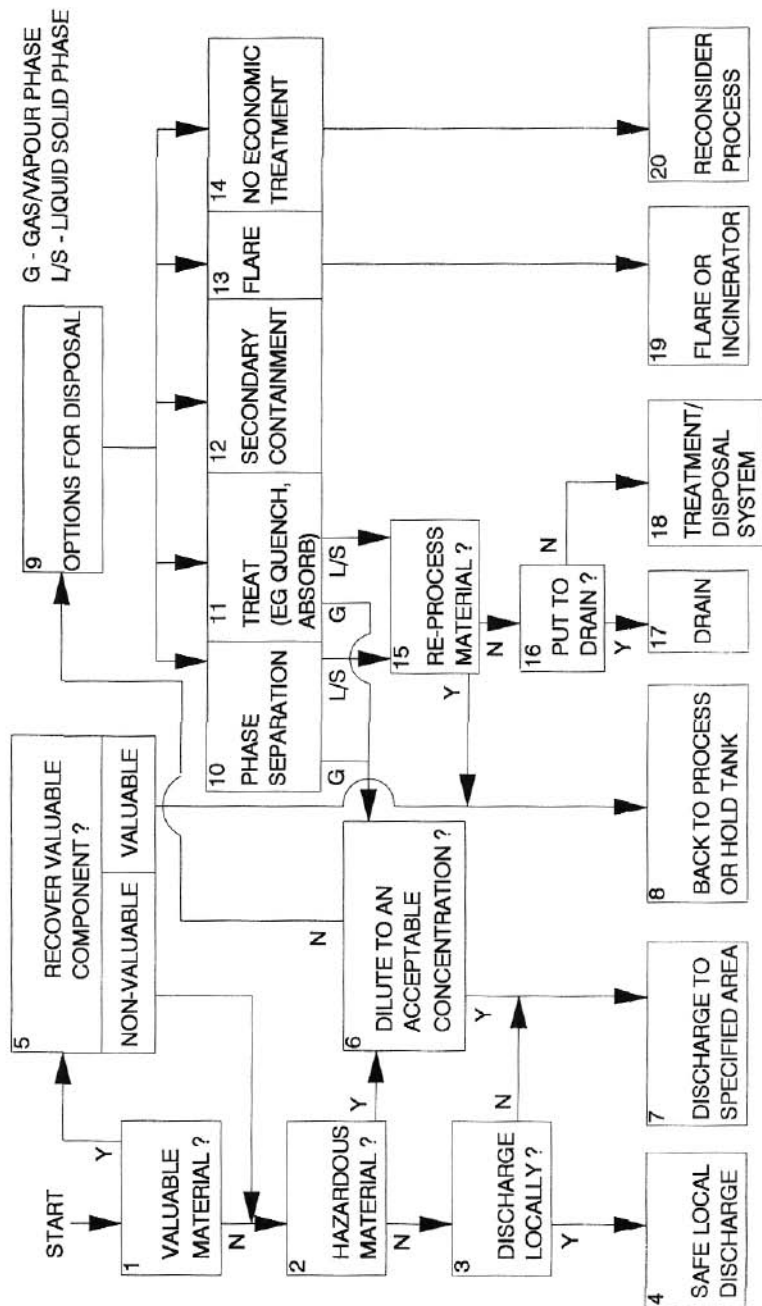 START
1
VALUABLE
MATERIAL ?
Y
N
2
HAZARDOUS
MATERIAL ?
Y
N
3
DISCHARGE
LOCALLY ?
N
Y
4
SAFE LOCAL
DISCHARGE
5
RECOVER VALUABLE
COMPONENT ?
NON-VALUABLE
VALUABLE
6
DILUTE TO AN
ACCEPTABLE
CONCENTRATION ?
N
Y
7
DISCHARGE TO
SPECIFIED AREA
8
BACK TO PROCESS
OR HOLD TANK
9
OPTIONS FOR DISPOSAL
G - GAS/VAPOUR PHASE
L/S - LIQUID SOLID PHASE
10
PHASE
SEPARATION
G
L/S
11
TREAT
(EG QUENCH,
ABSORB)
G
L/S
12
SECONDARY
CONTAINMENT
13
FLARE
14
NO ECONOMIC
TREATMENT
15
RE-PROCESS
MATERIAL ?
Y
N
16
PUT TO
DRAIN ?
N
Y
17
DRAIN
18
TREATMENT/
DISPOSAL
SYSTEM
19
FLARE OR
INCINERATOR
20
RECONSIDER
PROCESS